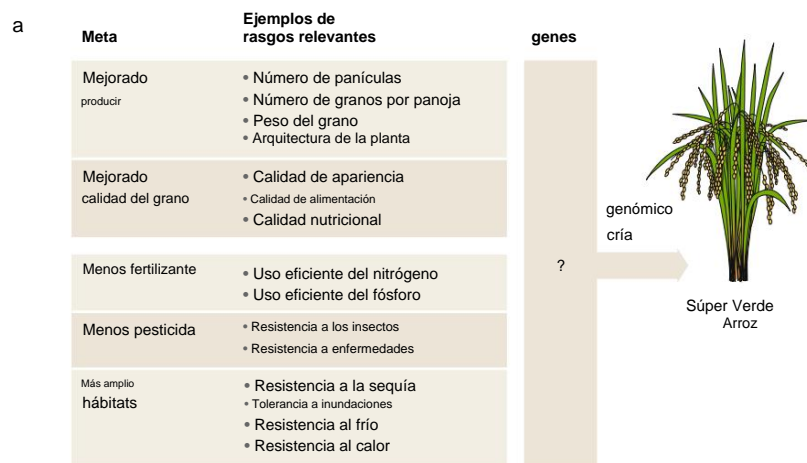 a
Meta
Ejemplos de
rasgos relevantes
genes
Mejorado
producir
• Número de panículas
• Número de granos por panoja
• Peso del grano
• Arquitectura de la planta
Mejorado
calidad del grano
• Calidad de apariencia
• Calidad de alimentación
• Calidad nutricional
Menos fertilizante
• Uso eficiente del nitrógeno
• Uso eficiente del fósforo
Menos pesticida
• Resistencia a los insectos
• Resistencia a enfermedades
Más amplio
hábitats
• Resistencia a la sequía
• Tolerancia a inundaciones
• Resistencia al frío
• Resistencia al calor
?
genómico
cría
Súper Verde
Arroz